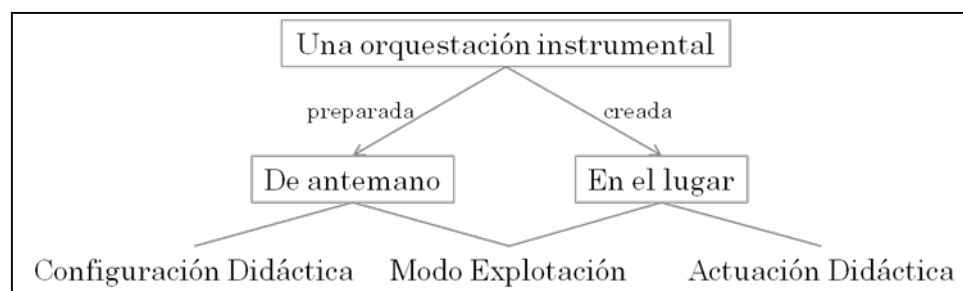 Una orquestación instrumental
preparada
creada
De antemano
En el lugar
Configuración Didáctica
Modo Explotación
Actuación Didáctica